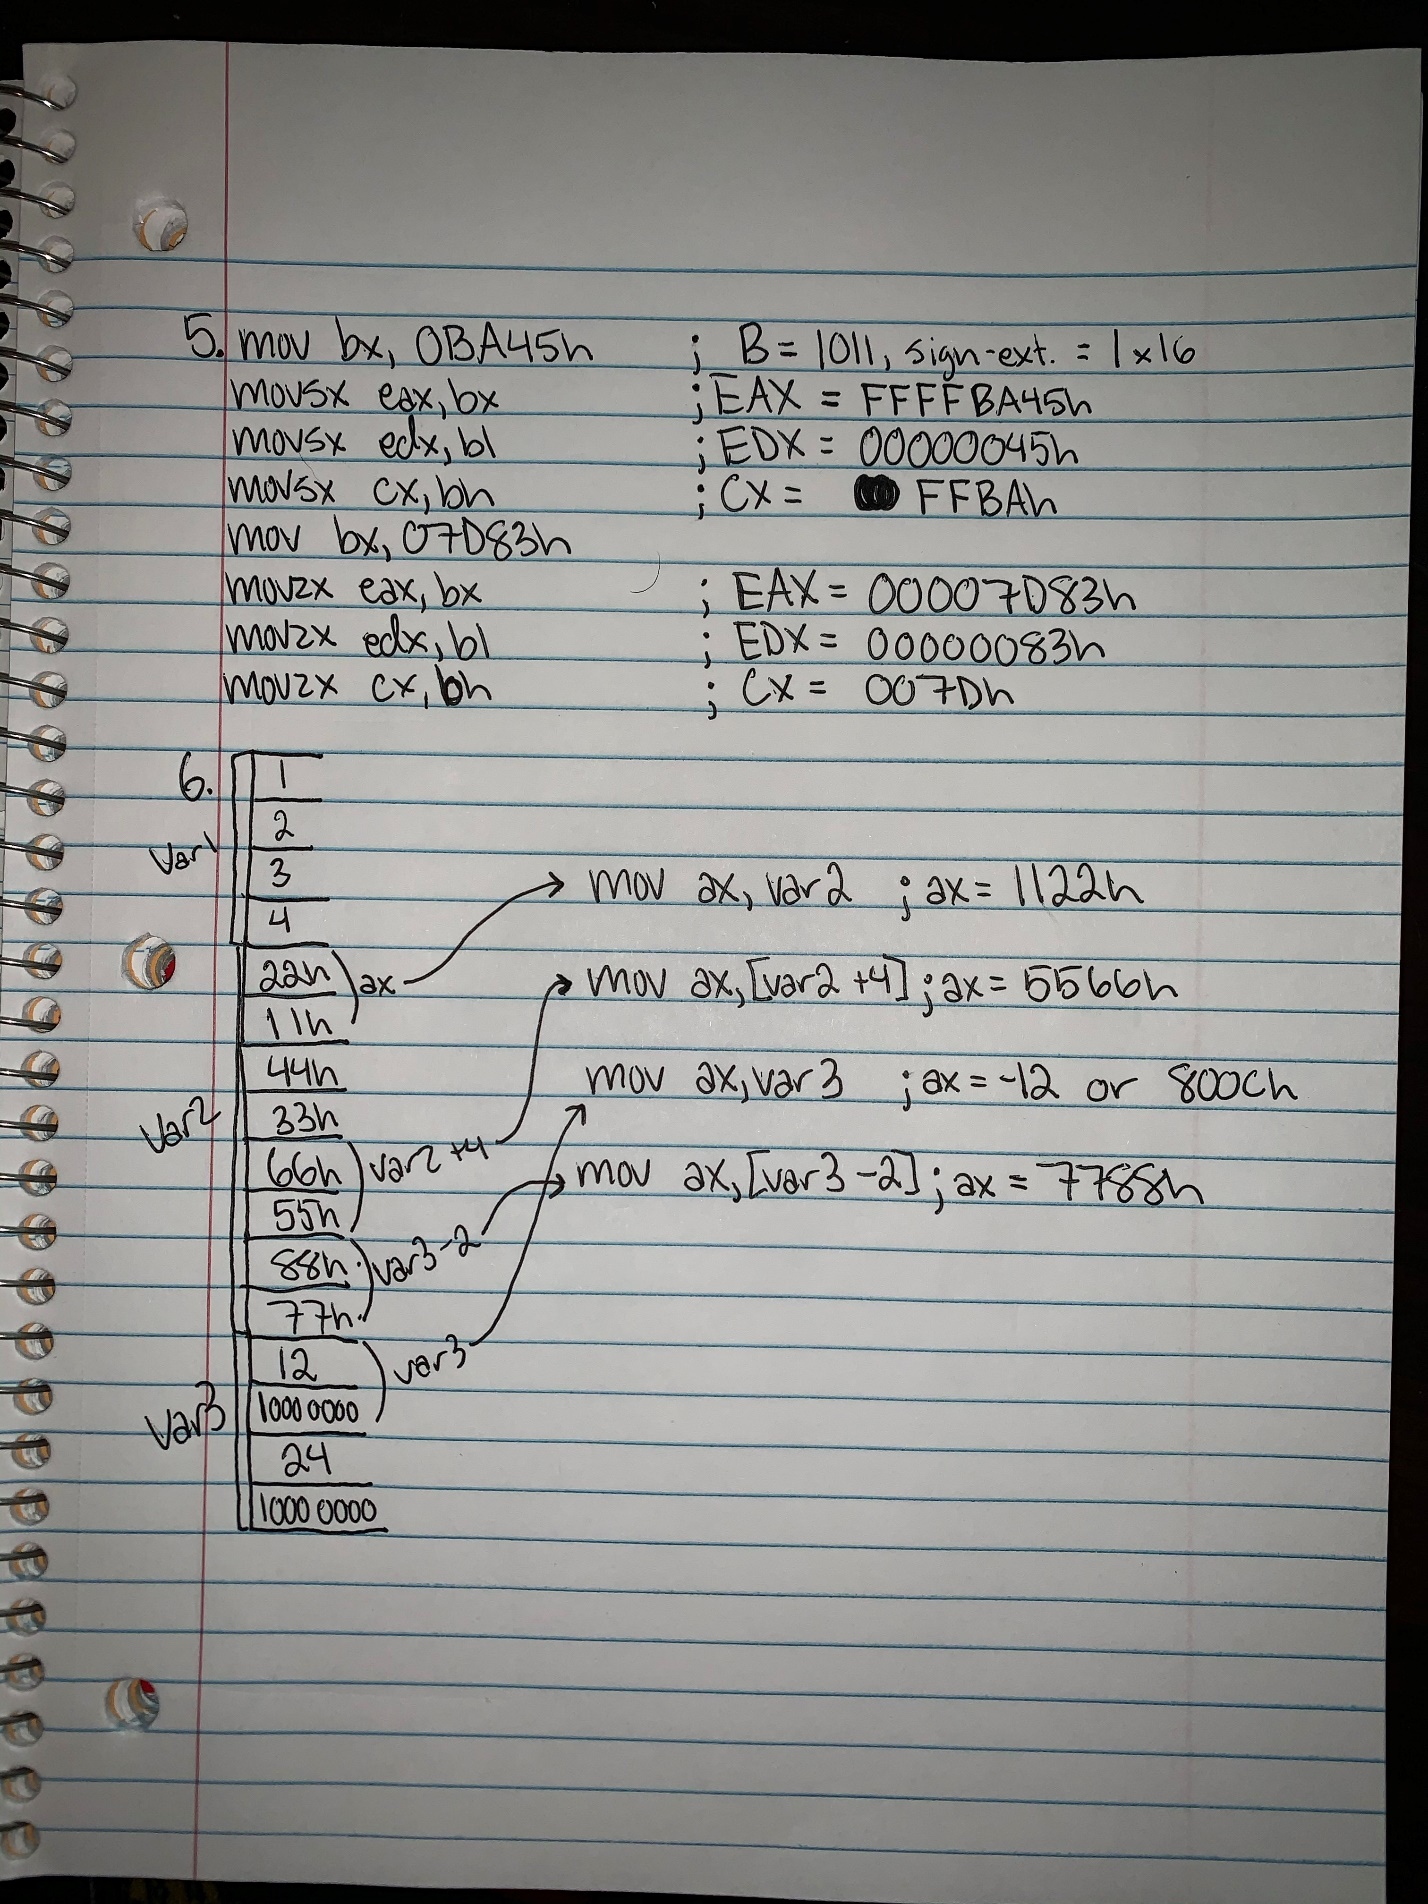 5. mov bx, 0BA45h ; B = 1011, sign-ext. = 1x16
movsx eax, bx ; EAX = FFFFBA45h
movsx edx, bl ; EDX = 00000045h
movsx cx, bh ; CX = FFBAh
mov bx, 07D83h
movzx eax, bx ; EAX = 00007D83h
movzx edx, bl ; EDX = 00000083h
movzx cx, bh ; CX = 007Dh
6. 1
2
var1
3
mov ax, var2 ; ax = 1122h
4
22h ax
mov ax, [var2 +4] ; ax = 5566h
11h
44h
mov ax, var3 ; ax = -12 or 800Ch
33h
var2
66h var2 +4
mov ax, [var3 -2] ; ax = 7788h
55h
88h var3 -2
77h
12 var3
1000 0000
var3
24
1000 0000